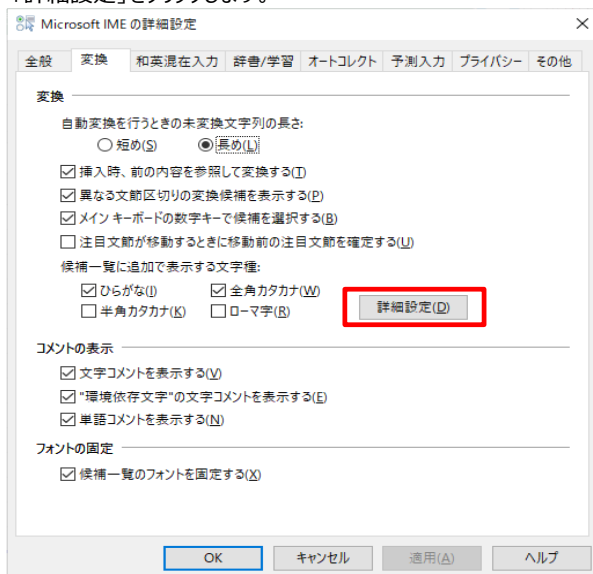 「詳細設定」をクリックします。
Microsoft IME の詳細設定
全般 変換 和英混在入力 辞書/学習 オートコレクト 予測入力 プライバシー その他
変換
自動変換を行うときの未変換文字列の長さ:
短め(S) 長め(L)
挿入時、前の内容を参照して変換する(T)
異なる文節区切りの変換候補を表示する(P)
メイン キーボードの数字キーで候補を選択する(B)
注目文節が移動するときに移動前の注目文節を確定する(U)
候補一覧に追加で表示する文字種:
ひらがな(I) 全角カタカナ(W)
半角カタカナ(K) ローマ字(R) 詳細設定(D)
コメントの表示
文字コメントを表示する(V)
"環境依存文字"の文字コメントを表示する(E)
単語コメントを表示する(N)
フォントの固定
候補一覧のフォントを固定する(X)
OK キャンセル 適用(A) ヘルプ